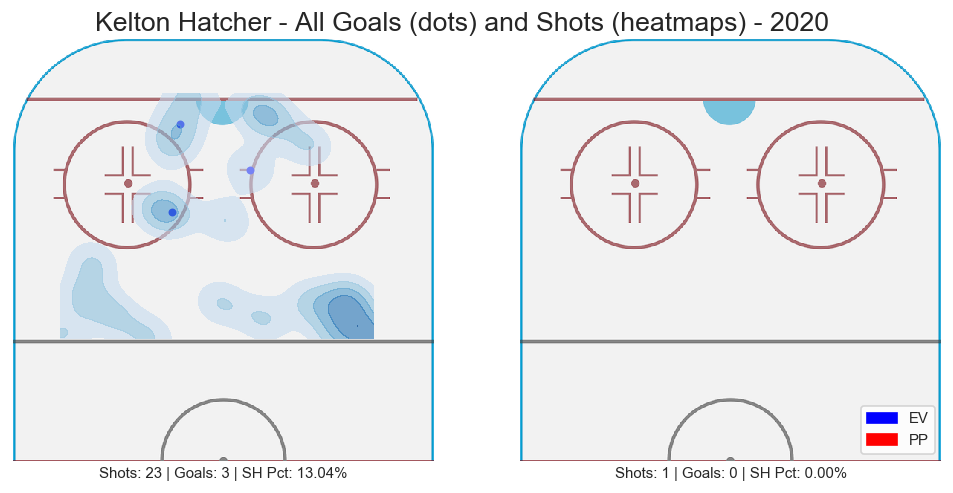 Kelton Hatcher - All Goals (dots) and Shots (heatmaps) - 2020
EV
PP
Shots: 23 | Goals: 3 | SH Pct: 13.04%
Shots: 1 | Goals: 0 | SH Pct: 0.00%